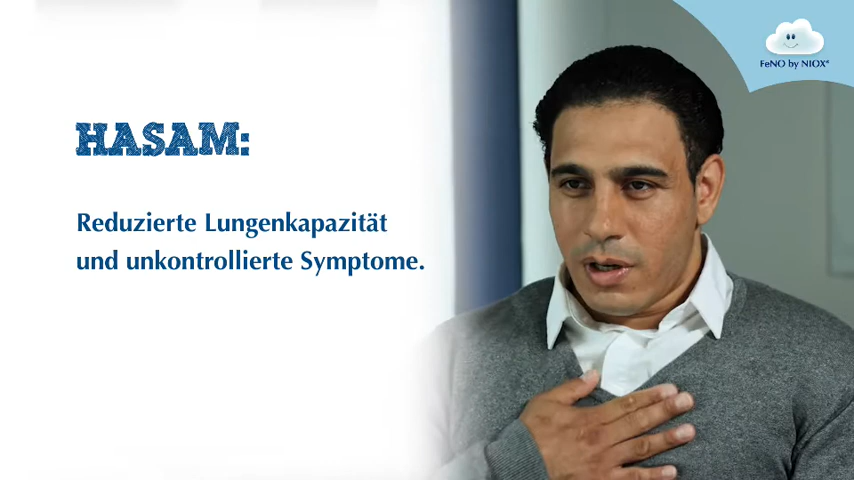 FeNO by NIOX®
HASAM:
Reduzierte Lungenkapazität
und unkontrollierte Symptome.